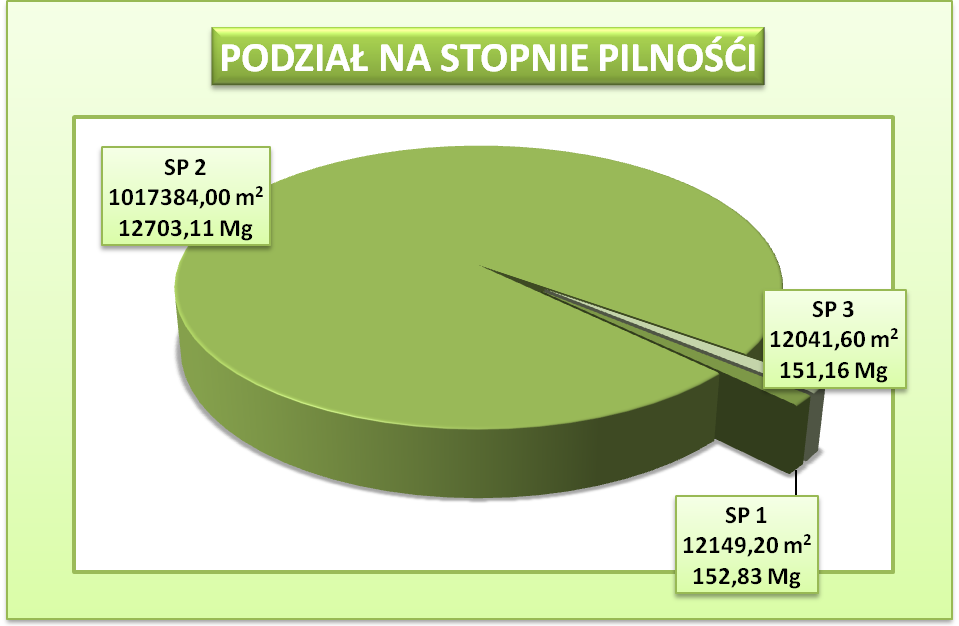 PODZIAŁ NA STOPNIE PILNOŚĆI
SP 2
1017384,00 m²
12703,11 Mg
SP 3
12041,60 m²
151,16 Mg
SP 1
12149,20 m²
152,83 Mg